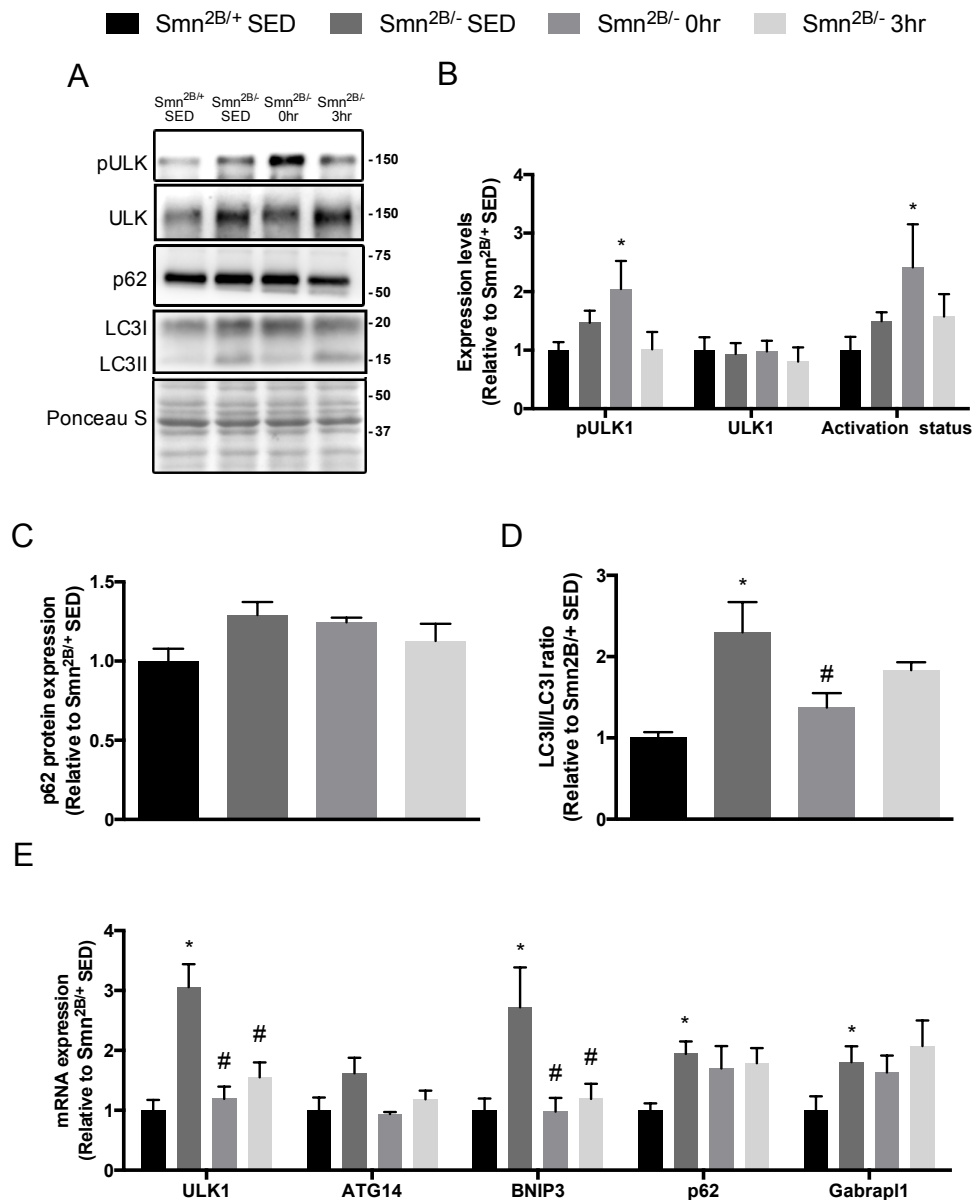 Smn2B/+ SED Smn2B/- SED Smn2B/- 0hr Smn2B/- 3hr
A
Smn2B/+ Smn2B/- Smn2B/- Smn2B/-
SED SED 0hr 3hr
pULK
- 150
ULK
- 150
p62
- 75
- 50
LC3I
- 20
LC3II
- 15
Ponceau S
- 50
- 37
B
Expression levels
(Relative to Smn2B/+ SED)
4
3
2
1
0
*
*
pULK1 ULK1 Activation status
C
p62 protein expression
(Relative to Smn2B/+ SED)
1.5
1.0
0.5
0
D
LC3II/LC3I ratio
(Relative to Smn2B/+ SED)
3
2
1
0
*
#
E
mRNA expression
(Relative to Smn2B/+ SED)
4
3
2
1
0
*
#
#
*
#
#
*
*
ULK1 ATG14 BNIP3 p62 Gabrapl1